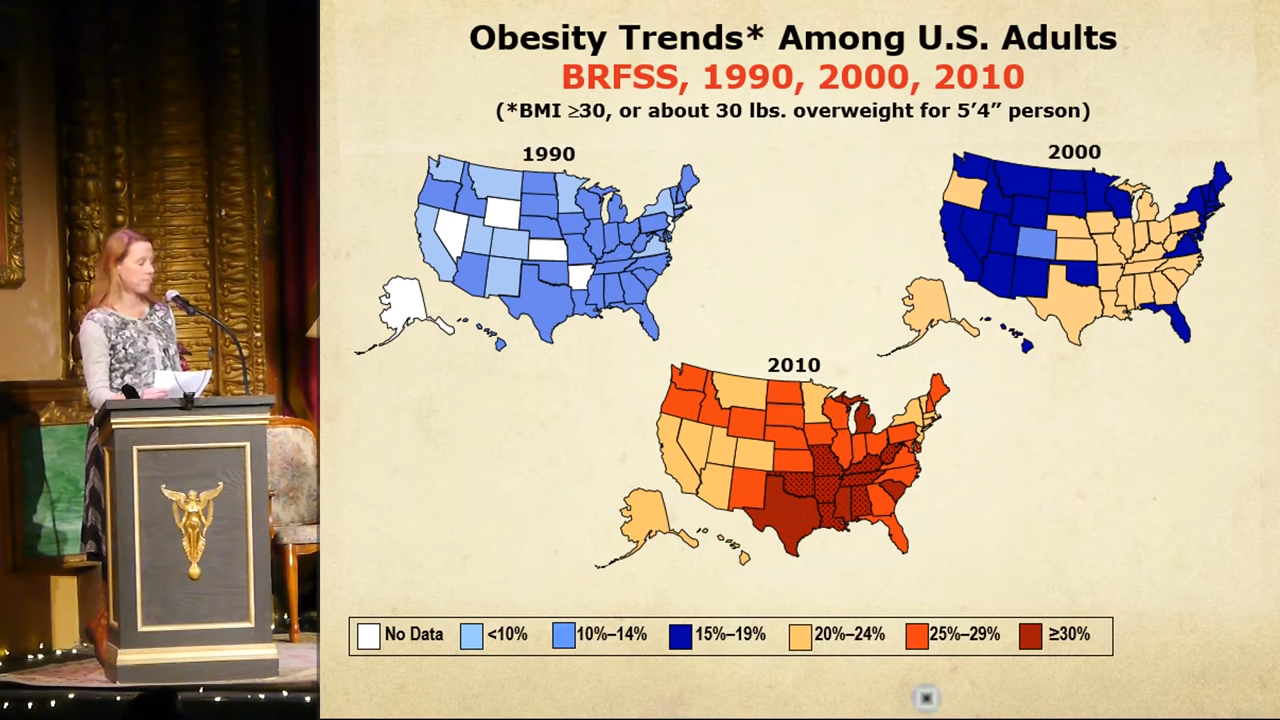 Obesity Trends* Among U.S. Adults
BRFSS, 1990, 2000, 2010
(*BMI ≥30, or about 30 lbs. overweight for 5’4” person)
1990
2000
2010
No Data <10% 10%–14% 15%–19% 20%–24% 25%–29% ≥30%